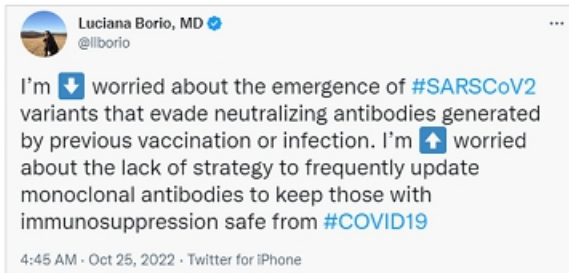 Luciana Borio, MD
@llborio
I'm ⬇️ worried about the emergence of #SARSCoV2
variants that evade neutralizing antibodies generated
by previous vaccination or infection. I'm ⬆️ worried
about the lack of strategy to frequently update
monoclonal antibodies to keep those with
immunosuppression safe from #COVID19
4:45 AM · Oct 25, 2022 · Twitter for iPhone